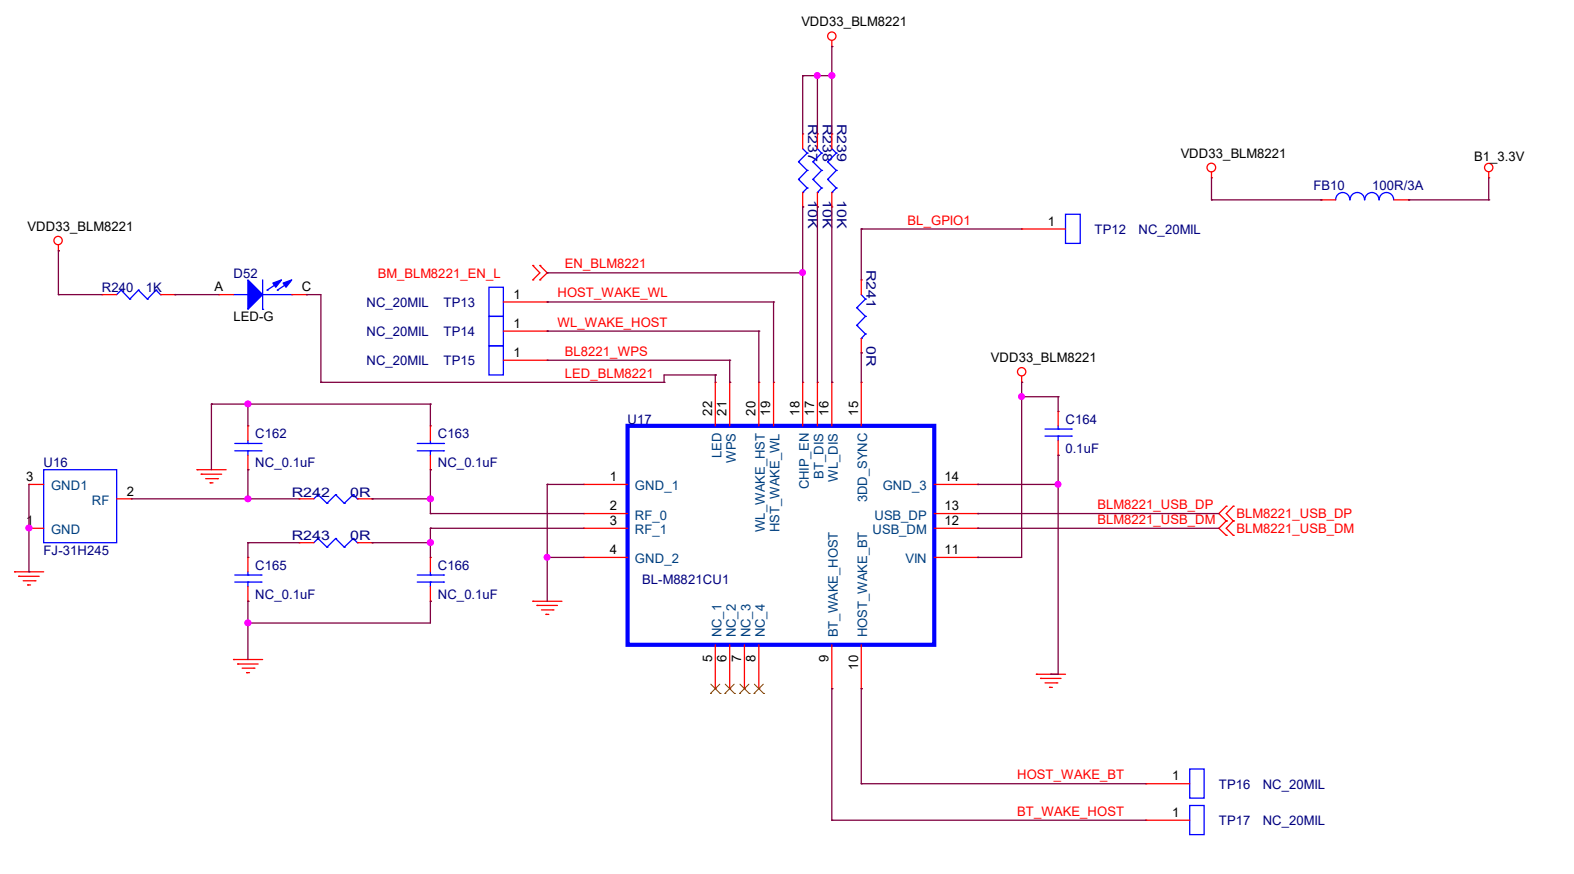 VDD33_BLM8221
R237
R238
R239
10K
10K
10K
VDD33_BLM8221
B1_3.3V
FB10 100R/3A
VDD33_BLM8221
BL_GPIO1
1
TP12 NC_20MIL
R240 1K
A
D52
C
LED-G
BM_BLM8221_EN_L
EN_BLM8221
NC_20MIL TP13 1 HOST_WAKE_WL
NC_20MIL TP14 1 WL_WAKE_HOST
NC_20MIL TP15 1 BL8221_WPS
LED_BLM8221
R241
0R
VDD33_BLM8221
C164
0.1uF
22
21
20
19
18
17
16
15
U17
LED
WPS
WL_WAKE_HST
HST_WAKE_WL
CHIP_EN
BT_DIS
WL_DIS
3DD_SYNC
C162
NC_0.1uF
C163
NC_0.1uF
U16
3 GND1
RF 2
1 GND
FJ-31H245
R242 0R
R243 0R
C165
NC_0.1uF
C166
NC_0.1uF
1 GND_1
2 RF_0
3 RF_1
4 GND_2
BL-M8821CU1
GND_3 14
USB_DP 13 BLM8221_USB_DP BLM8221_USB_DP
USB_DM 12 BLM8221_USB_DM BLM8221_USB_DM
VIN 11
NC_1
NC_2
NC_3
NC_4
BT_WAKE_HOST
HOST_WAKE_BT
5
6
7
8
9
10
HOST_WAKE_BT 1 TP16 NC_20MIL
BT_WAKE_HOST 1 TP17 NC_20MIL